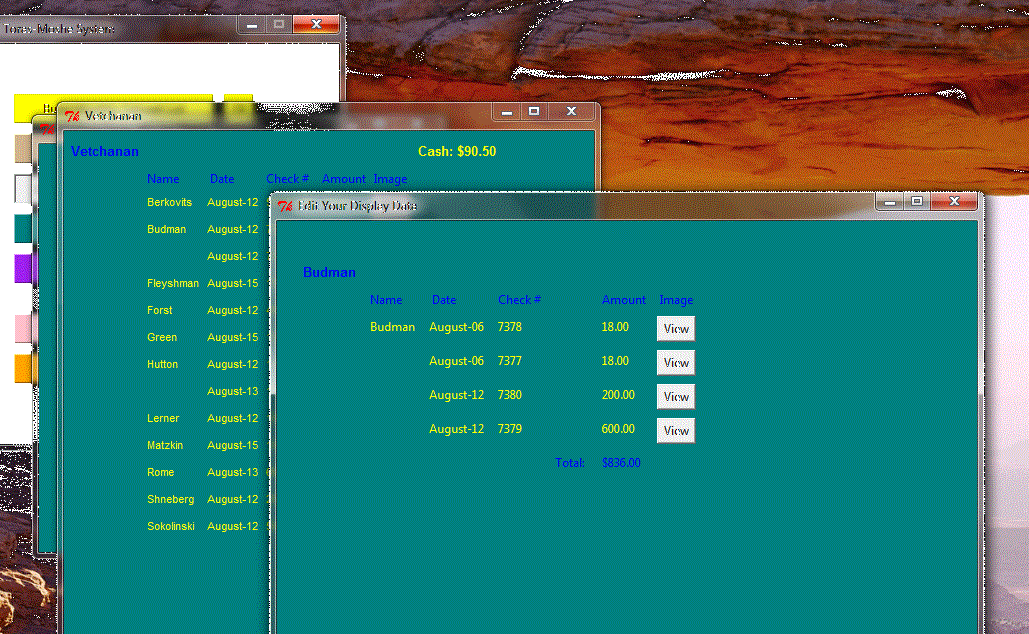 Toras Moshe System
Vetchanan
Vetchanan Cash: $90.50
Name Date Check # Amount Image
Berkovits August-12
Budman August-12
August-12
Fleyshman August-15
Forst August-12
Green August-15
Hutton August-12
August-13
Lerner August-12
Matzkin August-15
Rome August-13
Shneberg August-12
Sokolinski August-12
Edit Your Display Date
Budman
Name Date Check # Amount Image
Budman August-06 7378 18.00 View
August-06 7377 18.00 View
August-12 7380 200.00 View
August-12 7379 600.00 View
Total: $836.00